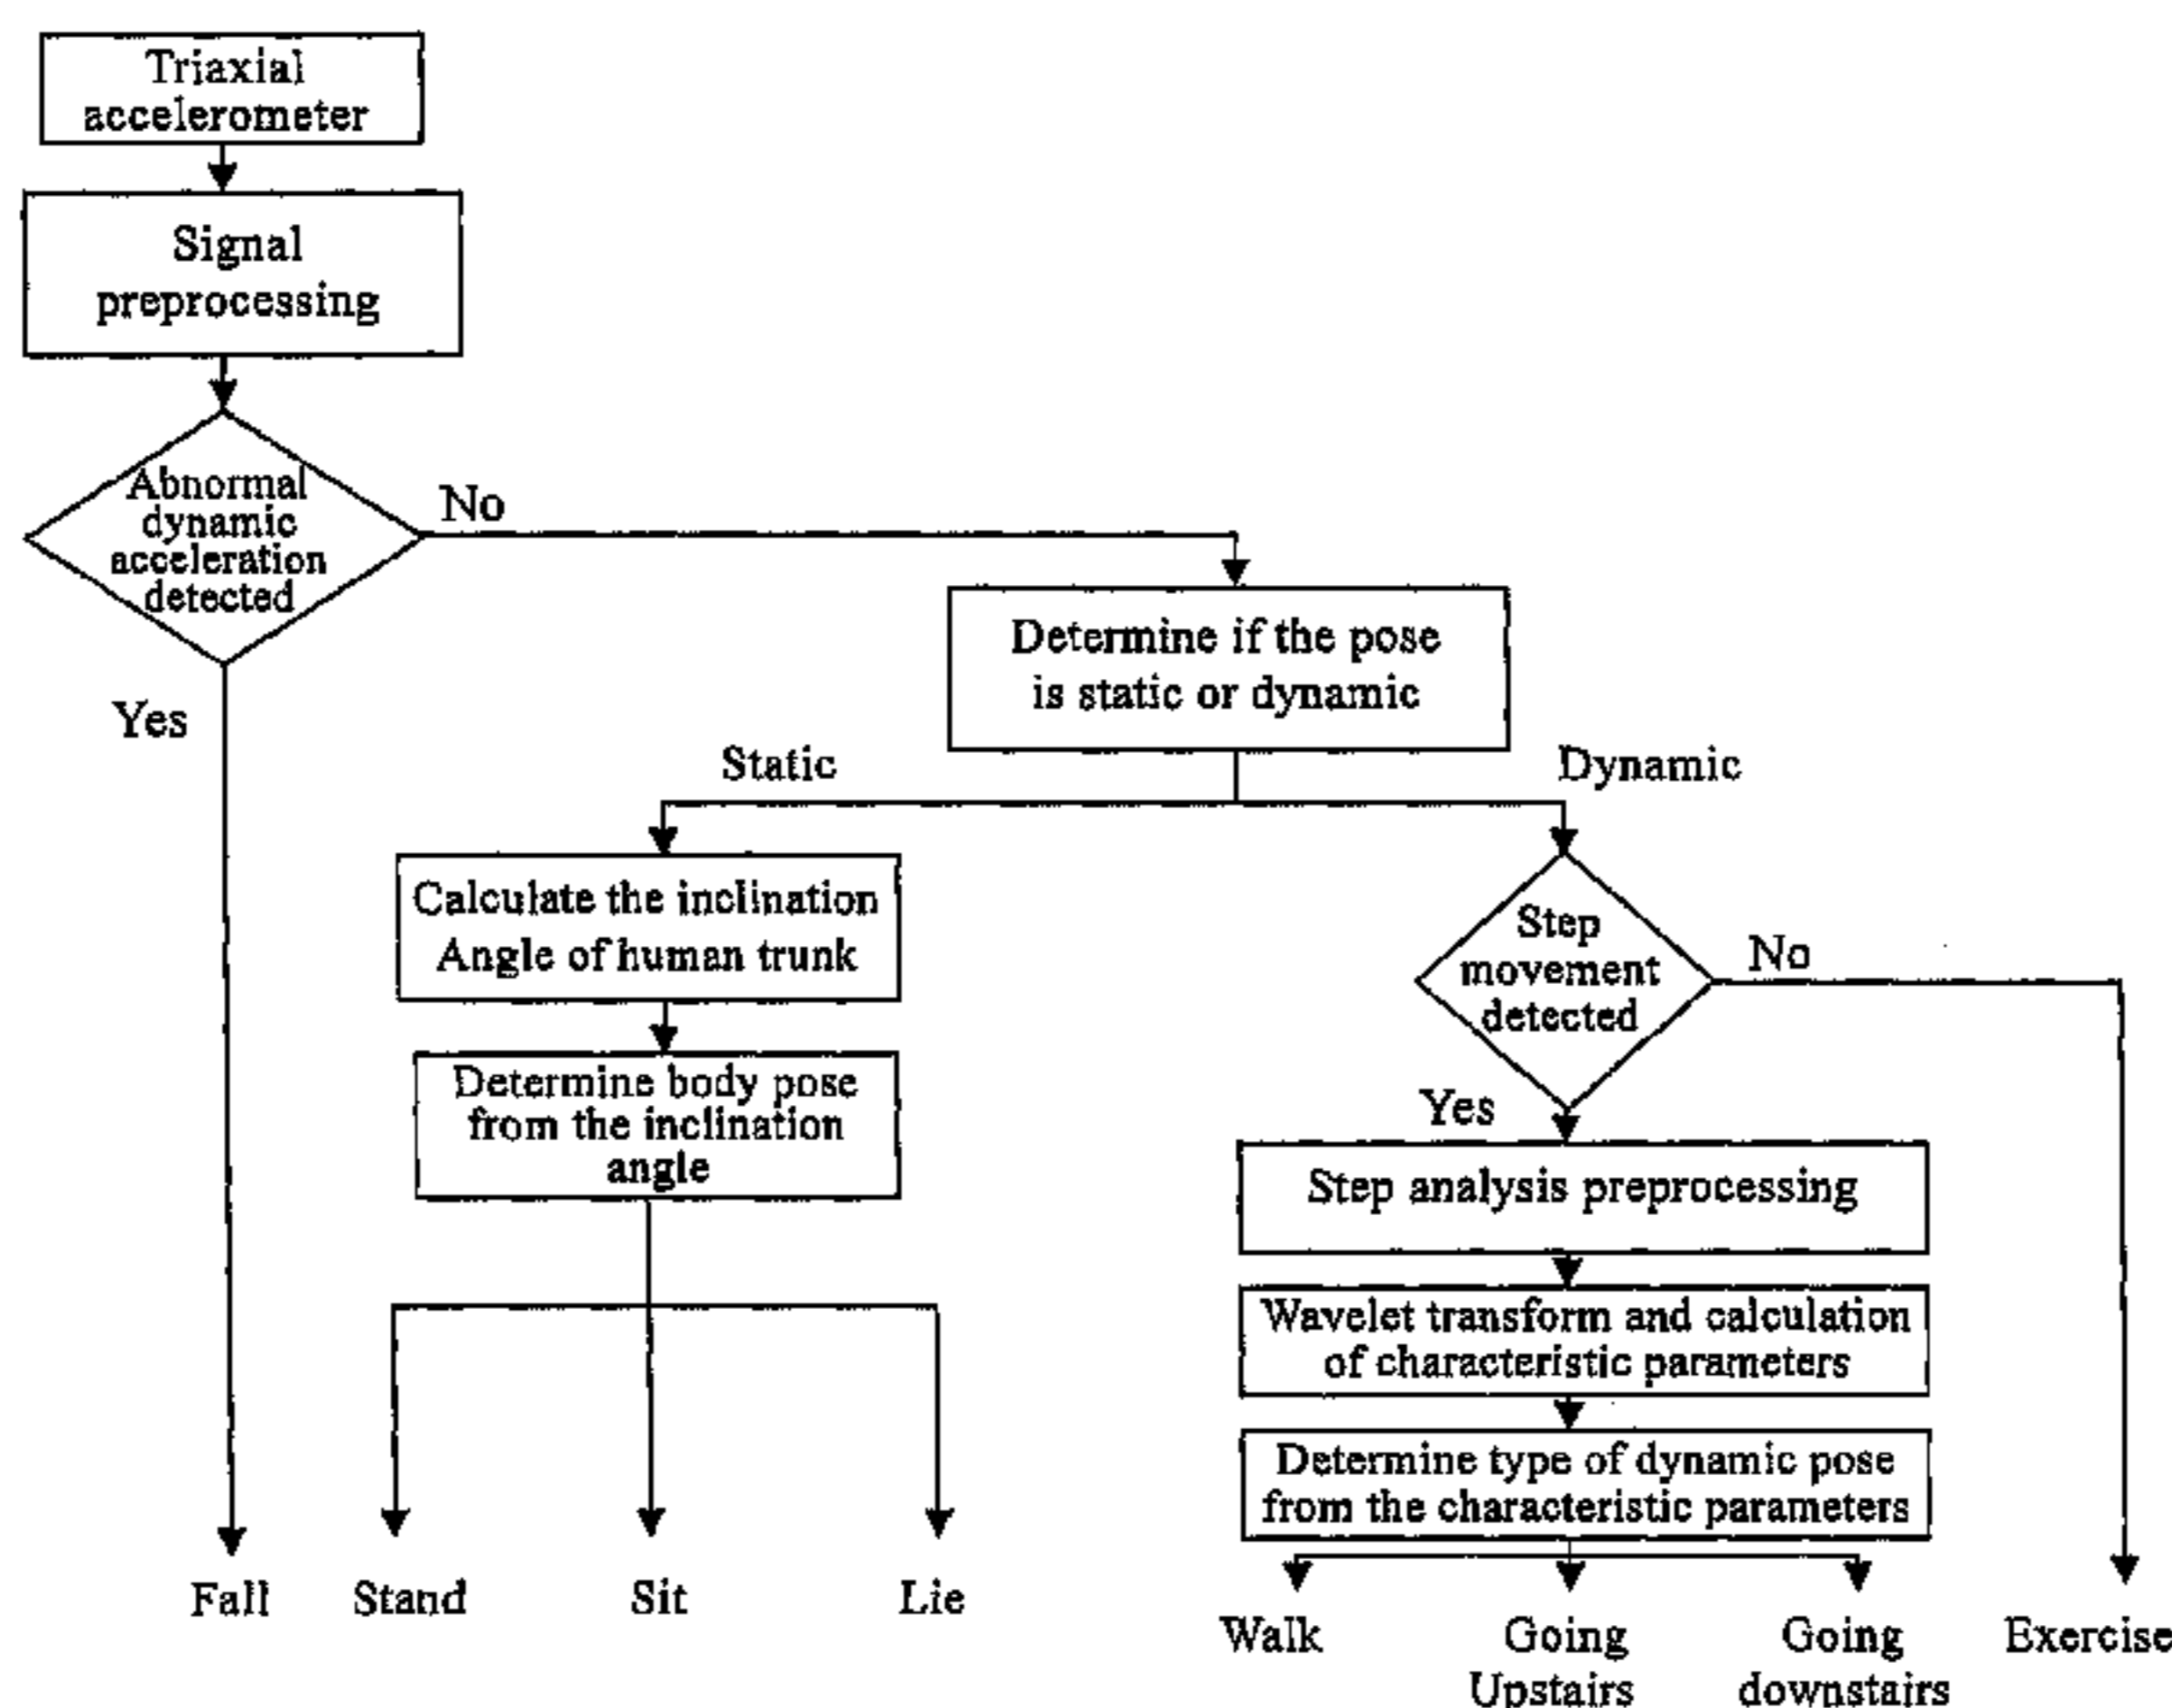 Triaxial
accelerometer
Signal
preprocessing
Abnormal
dynamic
acceleration
detected
No
Yes
Determine if the pose
is static or dynamic
Static
Dynamic
Calculate the inclination
Angle of human trunk
Determine body pose
from the inclination
angle
Step
movement
detected
No
Yes
Step analysis preprocessing
Wavelet transform and calculation
of characteristic parameters
Determine type of dynamic pose
from the characteristic parameters
Fall
Stand
Sit
Lie
Walk
Going
Upstairs
Going
downstairs
Exercise